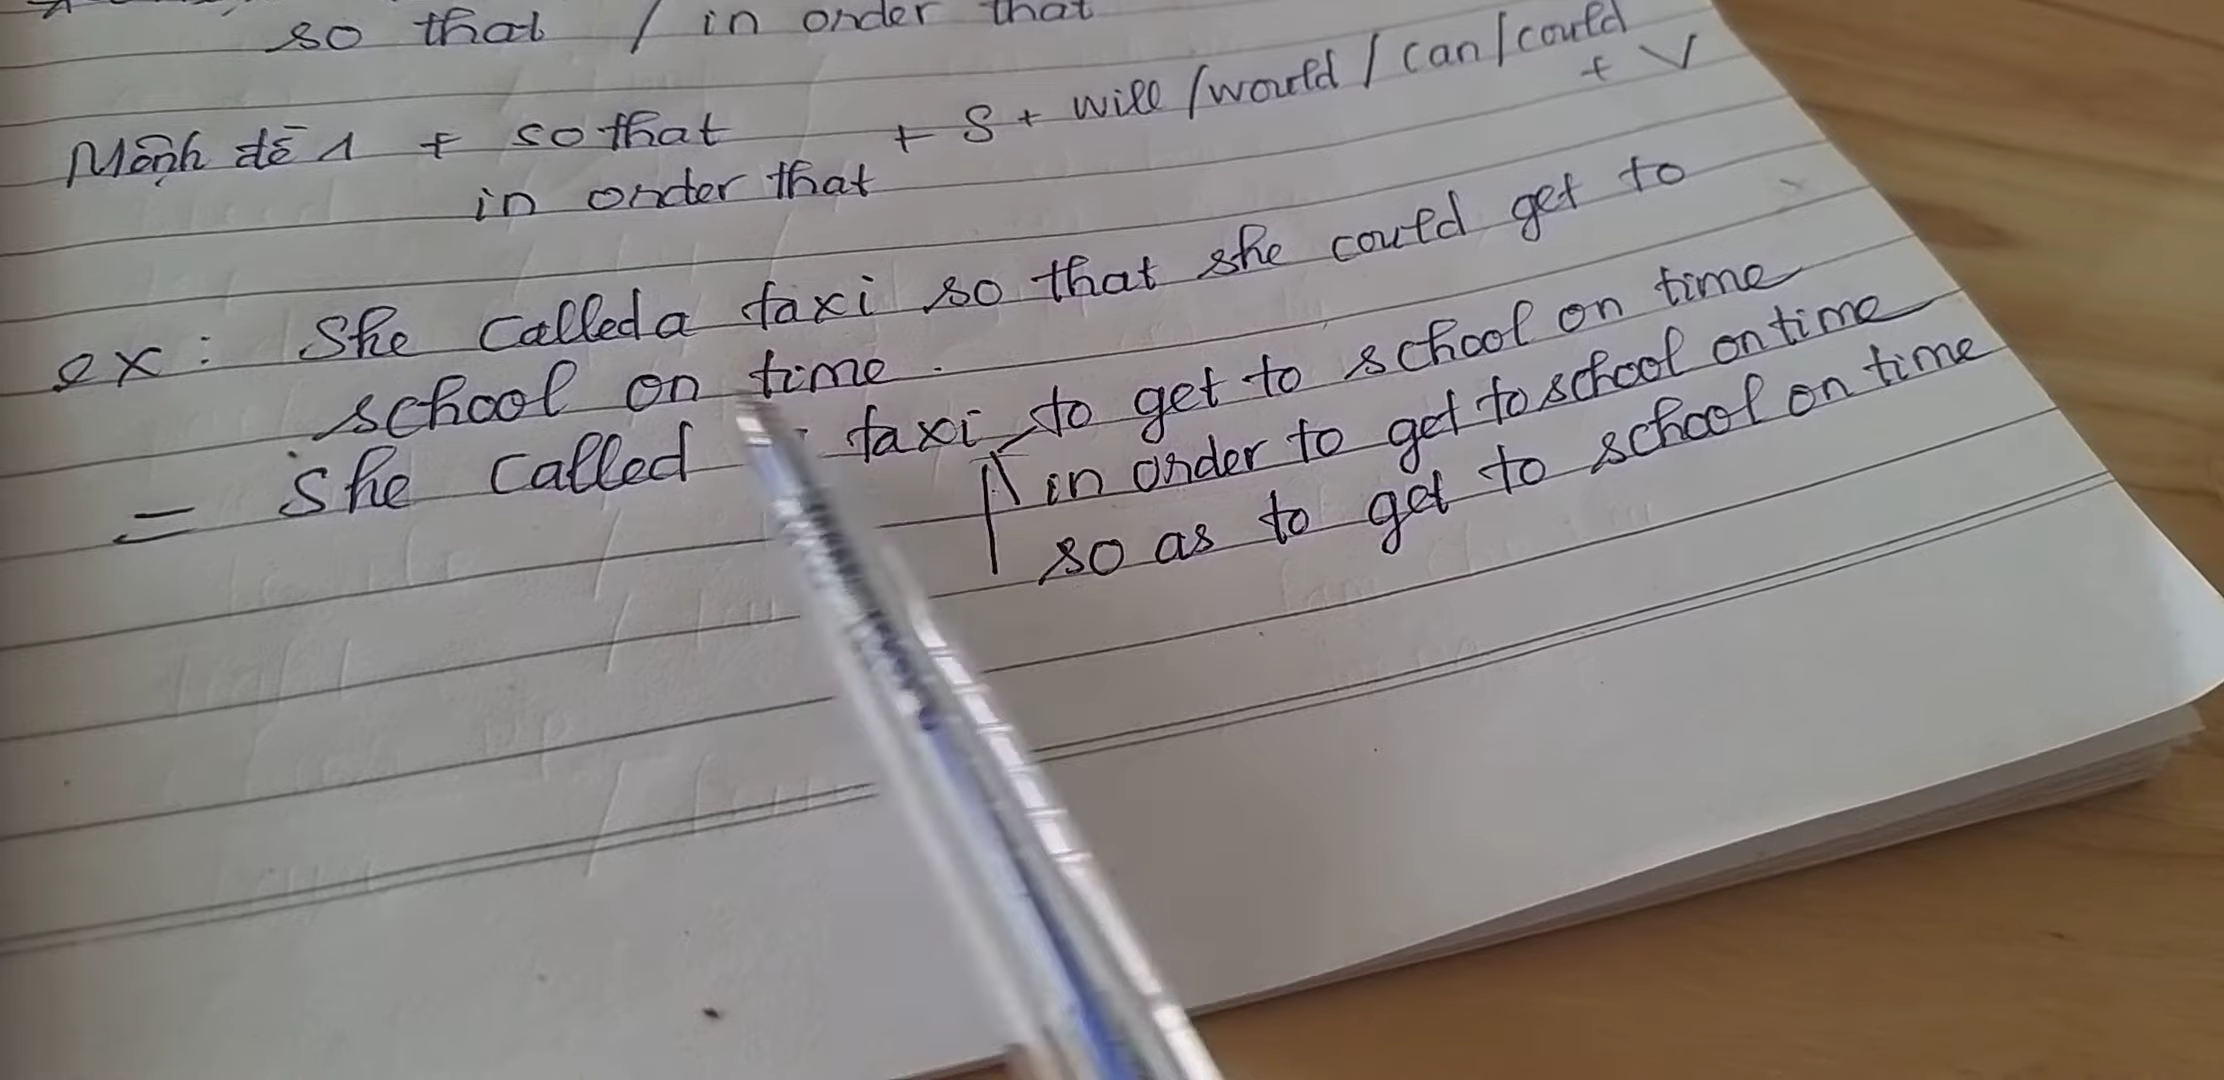 so that / in order that
Mệnh đề 1 + so that + S + will / would / can / could
+ V
in order that
ex: She called a taxi so that she could get to
school on time.
= She called taxi to get to school on time
in order to get to school on time
so as to get to school on time